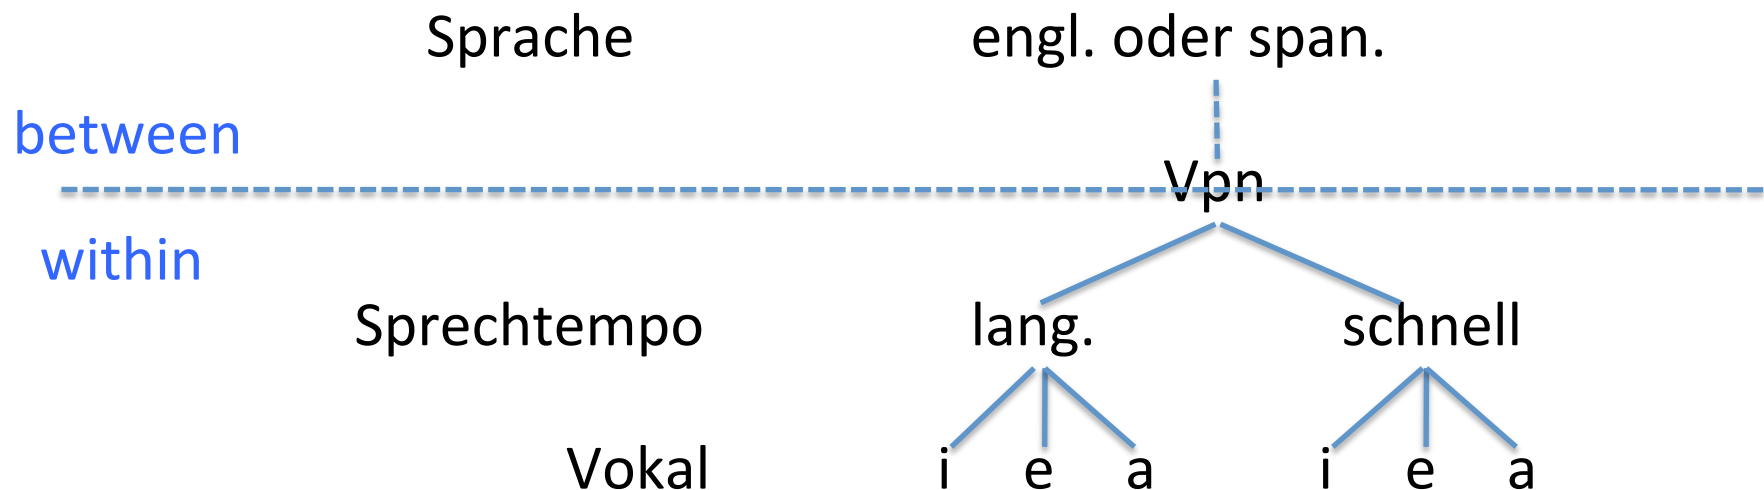 Sprache engl. oder span.
between
Vpn
within
Sprechtempo lang. schnell
Vokal i e a i e a